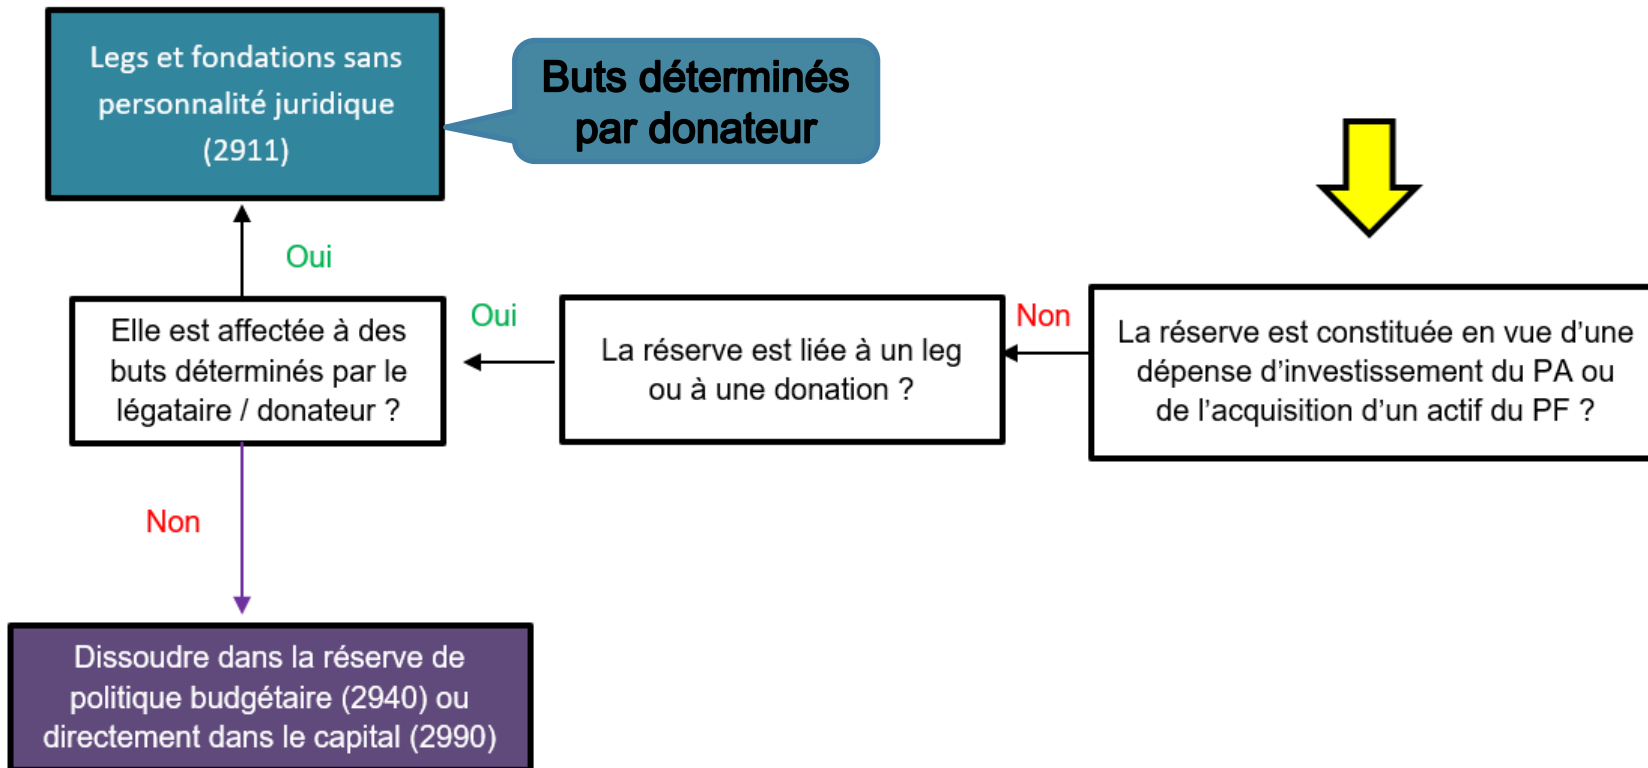 Legs et fondations sans
personnalité juridique
(2911)
Buts déterminés
par donateur
Oui
Elle est affectée à des
buts déterminés par le
légataire / donateur ?
Oui
La réserve est liée à un leg
ou à une donation ?
Non
La réserve est constituée en vue d’une
dépense d’investissement du PA ou
de l’acquisition d’un actif du PF ?
Non
Dissoudre dans la réserve de
politique budgétaire (2940) ou
directement dans le capital (2990)